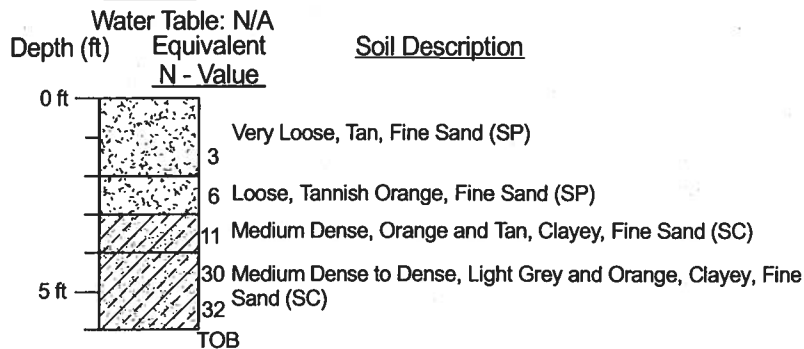 Water Table: N/A
Depth (ft) Equivalent N - Value Soil Description
0 ft
3 Very Loose, Tan, Fine Sand (SP)
6 Loose, Tannish Orange, Fine Sand (SP)
11 Medium Dense, Orange and Tan, Clayey, Fine Sand (SC)
30 Medium Dense to Dense, Light Grey and Orange, Clayey, Fine
5 ft
32 Sand (SC)
TOB